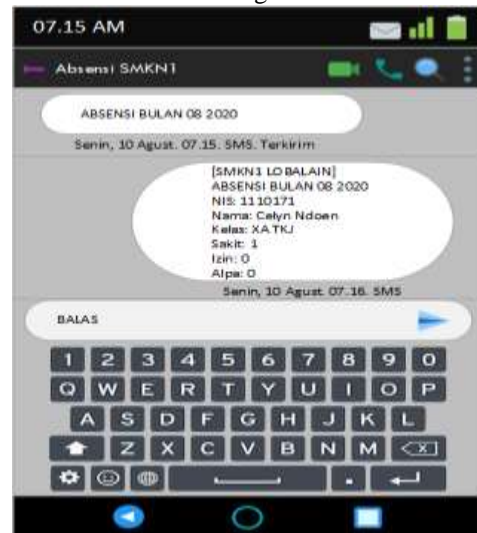 07.15 AM
Absensi SMKN1
ABSENSI BULAN 08 2020
Senin, 10 Agust. 07.15. SMS. Terkirim
[SMKN1 LOBALAIN]
ABSENSI BULAN 08 2020
NIS: 1110171
Nama: Celyn Ndoen
Kelas: XA TKJ
Sakit: 1
Izin: 0
Alpa: 0
Senin, 10 Agust. 07.16. SMS
BALAS
1 2 3 4 5 6 7 8 9 0
Q W E R T Y U I O P
A S D F G H J K L
Z X C V B N M
.